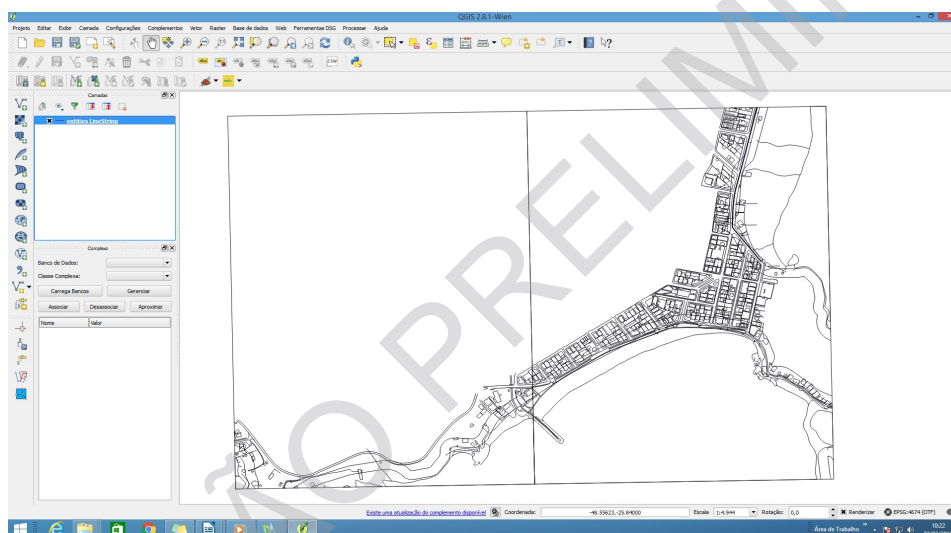 QGIS 2.8.1-Wien
Projeto Editar Exibir Camada Configurações Complementos Vetor Raster Base de dados Web Ferramentas DSG Processar Ajuda
Camadas
entities LineString
Complexo
Banco de Dados:
Classe Complexa:
Carrega Bancos Gerenciar
Associar Desassociar Aproximar
Nome Valor
ÃO PRELIMI
Existe uma atualização do complemento disponível Coordenada: -48.55623,-25.84000 Escala 1:4.944 Rotação: 0,0 Renderizar EPSG:4674 (OTF)
Área de Trabalho 10:22